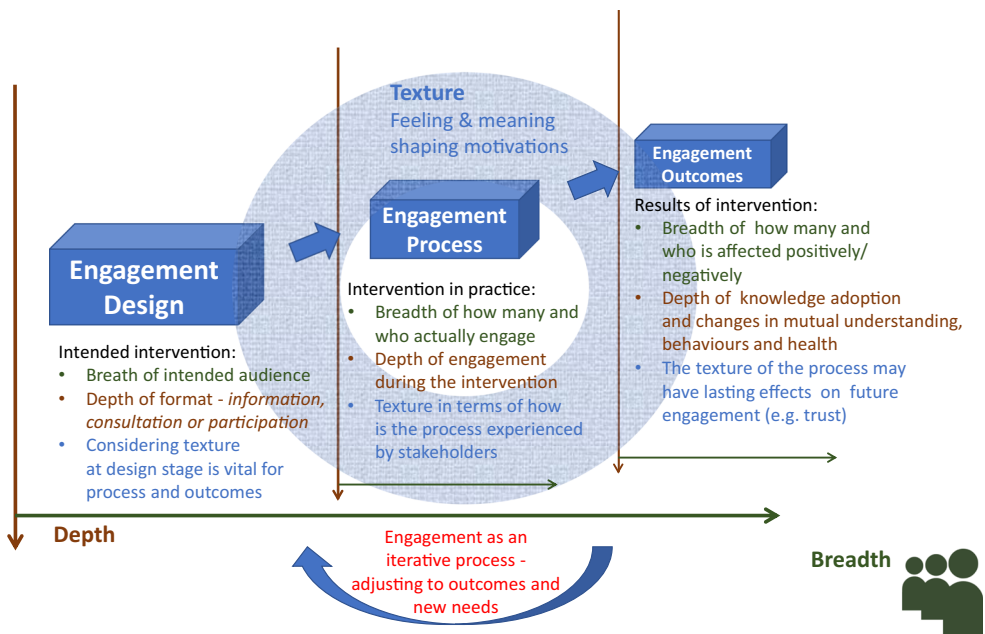 Texture
Feeling & meaning
shaping motivations
Engagement
Design
Intended intervention:
• Breath of intended audience
• Depth of format - information,
consultation or participation
• Considering texture
at design stage is vital for
process and outcomes
Engagement
Process
Intervention in practice:
• Breadth of how many and
who actually engage
• Depth of engagement
during the intervention
• Texture in terms of how
is the process experienced
by stakeholders
Engagement
Outcomes
Results of intervention:
• Breadth of how many and
who is affected positively/
negatively
• Depth of knowledge adoption
and changes in mutual understanding,
behaviours and health
• The texture of the process may
have lasting effects on future
engagement (e.g. trust)
Depth
Engagement as an
iterative process -
adjusting to outcomes and
new needs
Breadth